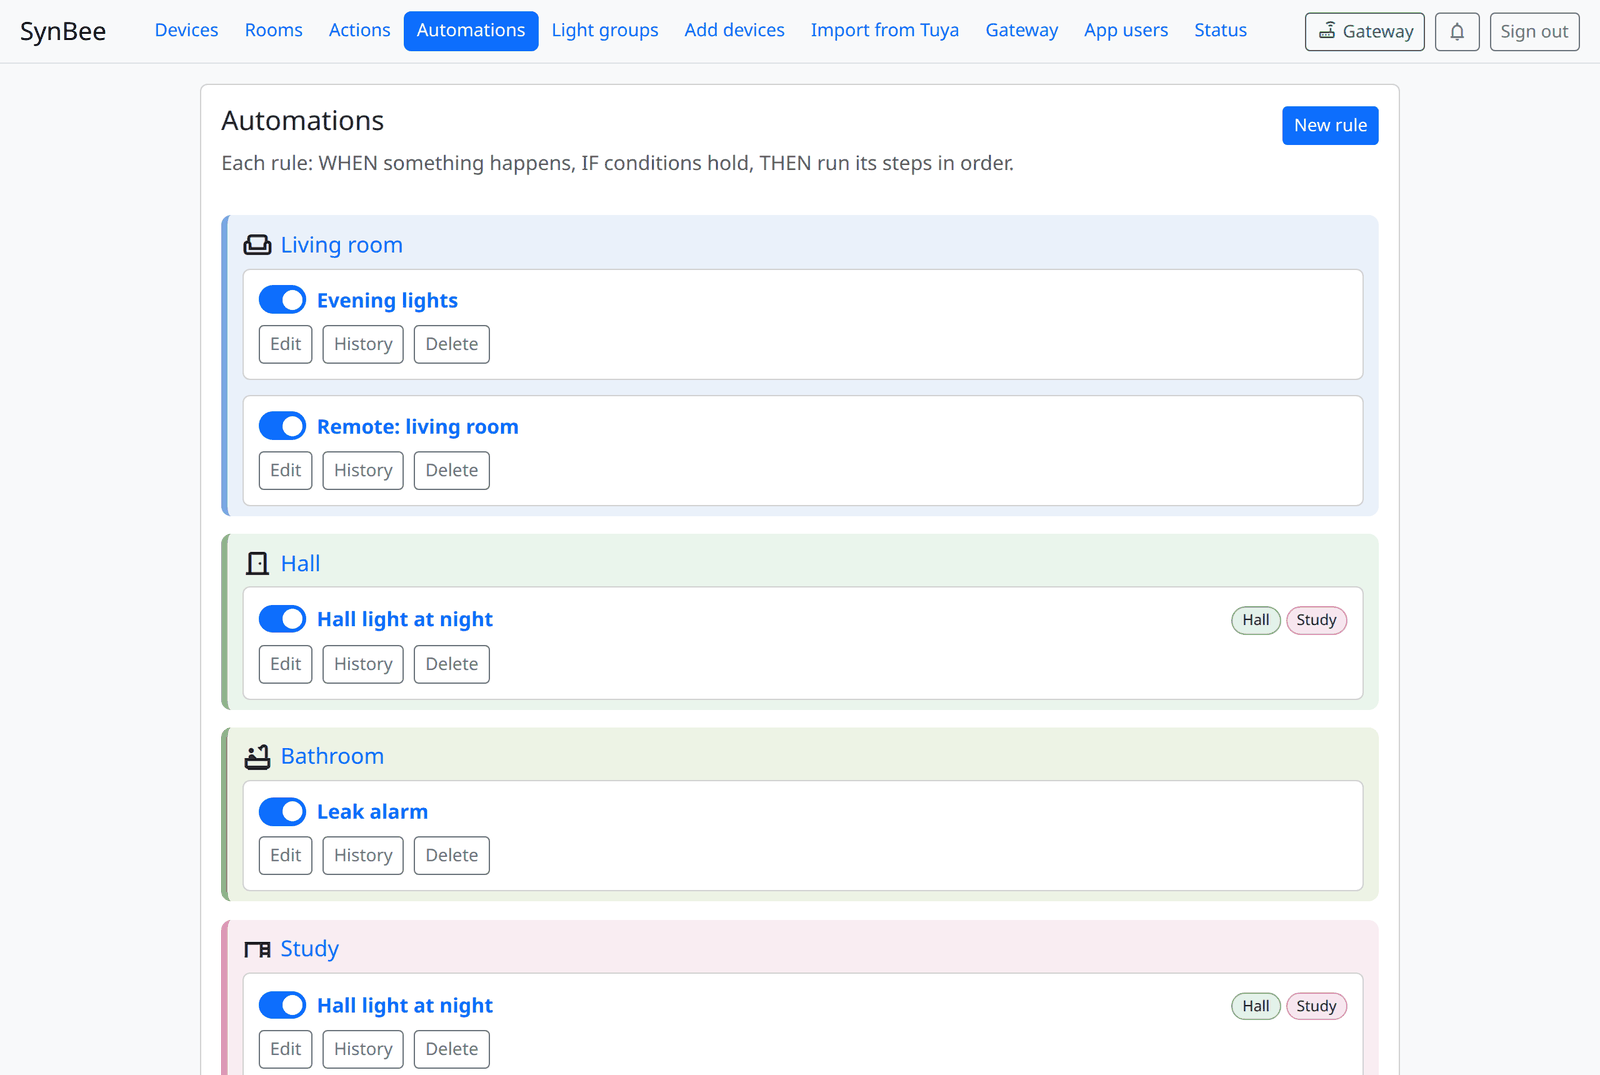 SynBee Devices Rooms Actions Automations Light groups Add devices Import from Tuya Gateway App users Status Gateway Sign out
Automations
New rule
Each rule: WHEN something happens, IF conditions hold, THEN run its steps in order.
Living room
Evening lights
Edit History Delete
Remote: living room
Edit History Delete
Hall
Hall light at night Hall Study
Edit History Delete
Bathroom
Leak alarm
Edit History Delete
Study
Hall light at night Hall Study
Edit History Delete